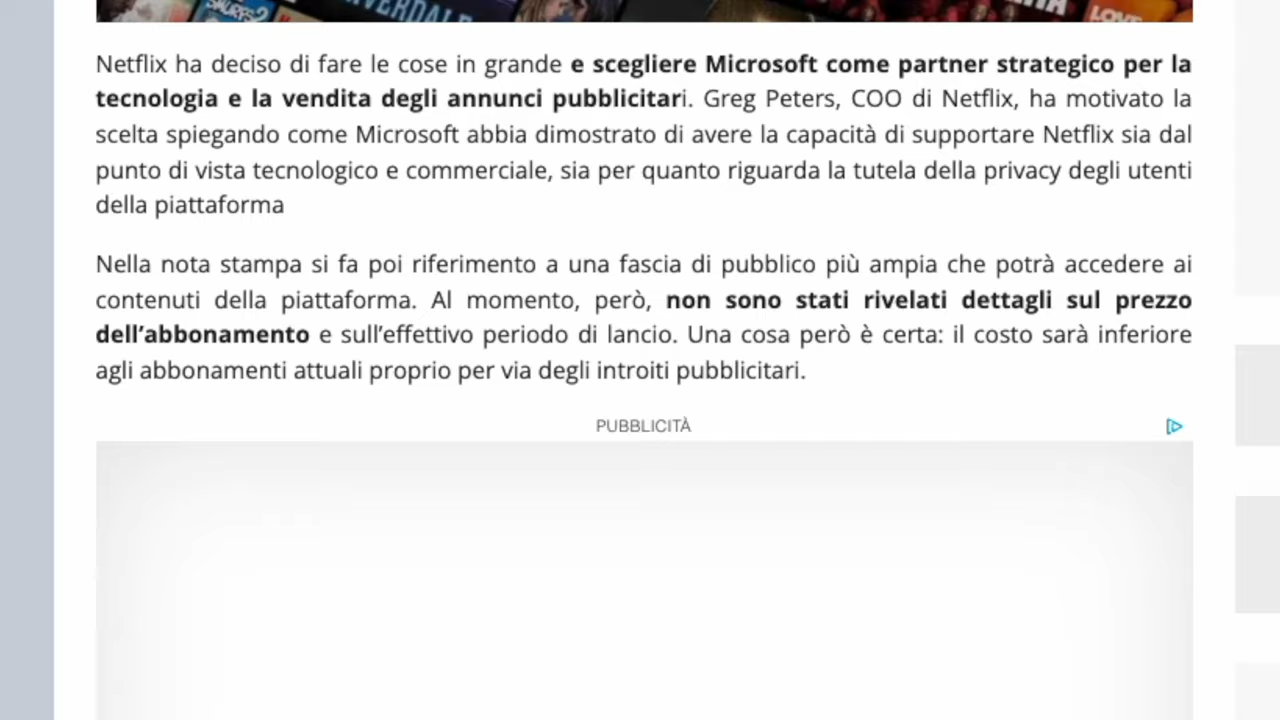 SMURFS 2
RIVERDALE
LOVE
Netflix ha deciso di fare le cose in grande e scegliere Microsoft come partner strategico per la
tecnologia e la vendita degli annunci pubblicitari. Greg Peters, COO di Netflix, ha motivato la
scelta spiegando come Microsoft abbia dimostrato di avere la capacità di supportare Netflix sia dal
punto di vista tecnologico e commerciale, sia per quanto riguarda la tutela della privacy degli utenti
della piattaforma
Nella nota stampa si fa poi riferimento a una fascia di pubblico più ampia che potrà accedere ai
contenuti della piattaforma. Al momento, però, non sono stati rivelati dettagli sul prezzo
dell’abbonamento e sull’effettivo periodo di lancio. Una cosa però è certa: il costo sarà inferiore
agli abbonamenti attuali proprio per via degli introiti pubblicitari.
PUBBLICITÀ